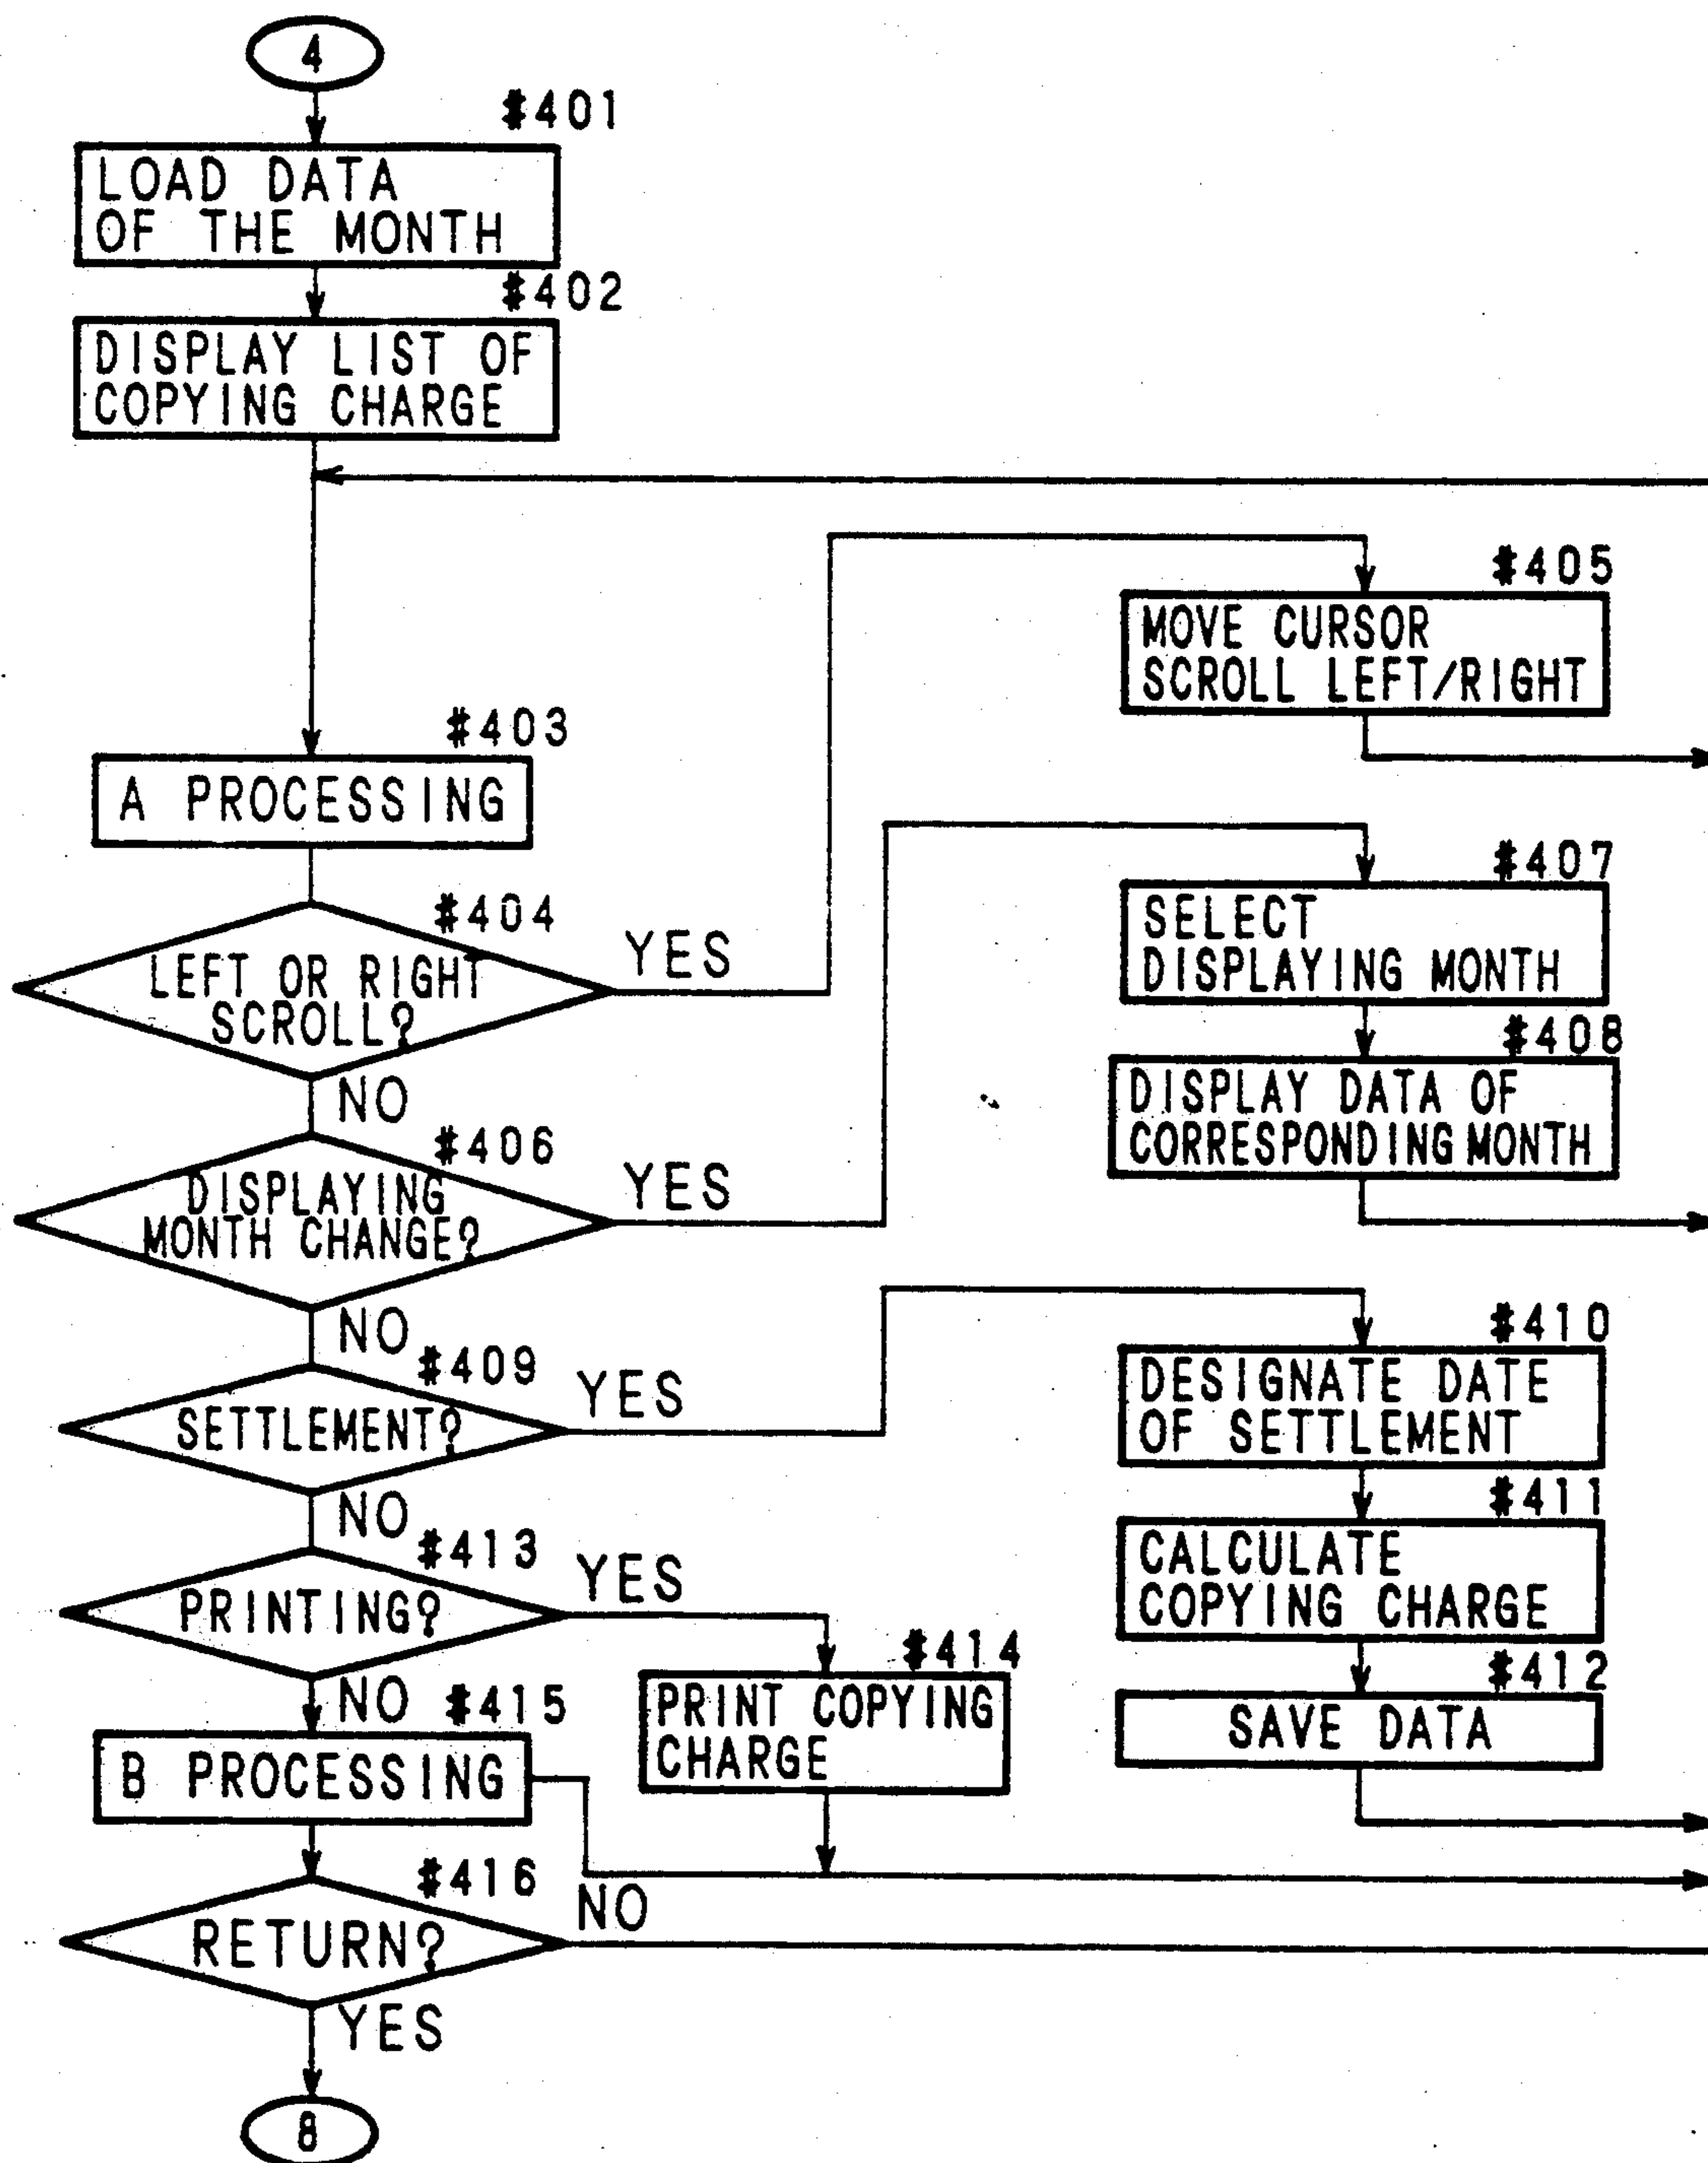 4
#401
LOAD DATA
OF THE MONTH
#402
DISPLAY LIST OF
COPYING CHARGE
#405
MOVE CURSOR
SCROLL LEFT/RIGHT
#403
A PROCESSING
#404
LEFT OR RIGHT
SCROLL?
YES
NO
#407
SELECT
DISPLAYING MONTH
#408
DISPLAY DATA OF
CORRESPONDING MONTH
#406
DISPLAYING
MONTH CHANGE?
YES
NO
#409
SETTLEMENT?
YES
NO
#410
DESIGNATE DATE
OF SETTLEMENT
#411
CALCULATE
COPYING CHARGE
#412
SAVE DATA
#413
PRINTING?
YES
NO
#414
PRINT COPYING
CHARGE
#415
B PROCESSING
#416
RETURN?
NO
YES
8